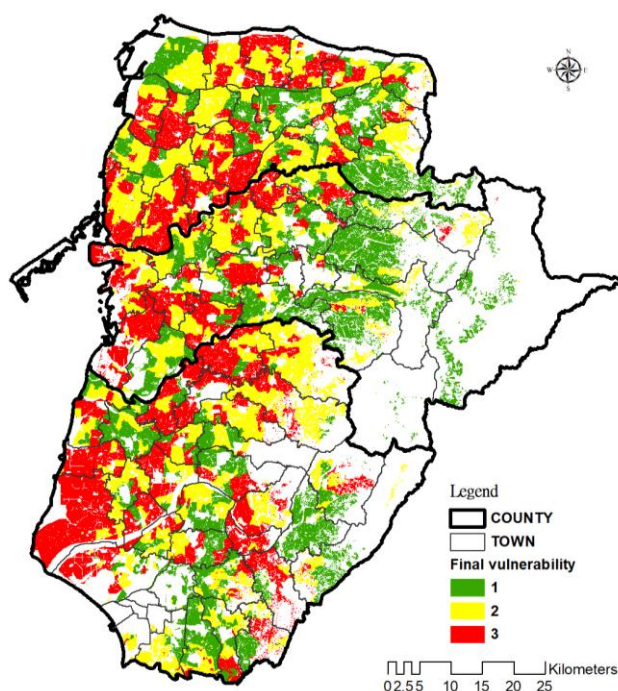 N
W E
S
Legend
COUNTY
TOWN
Final vulnerability
1
2
3
Kilometers
0 2.5 5 10 15 20 25